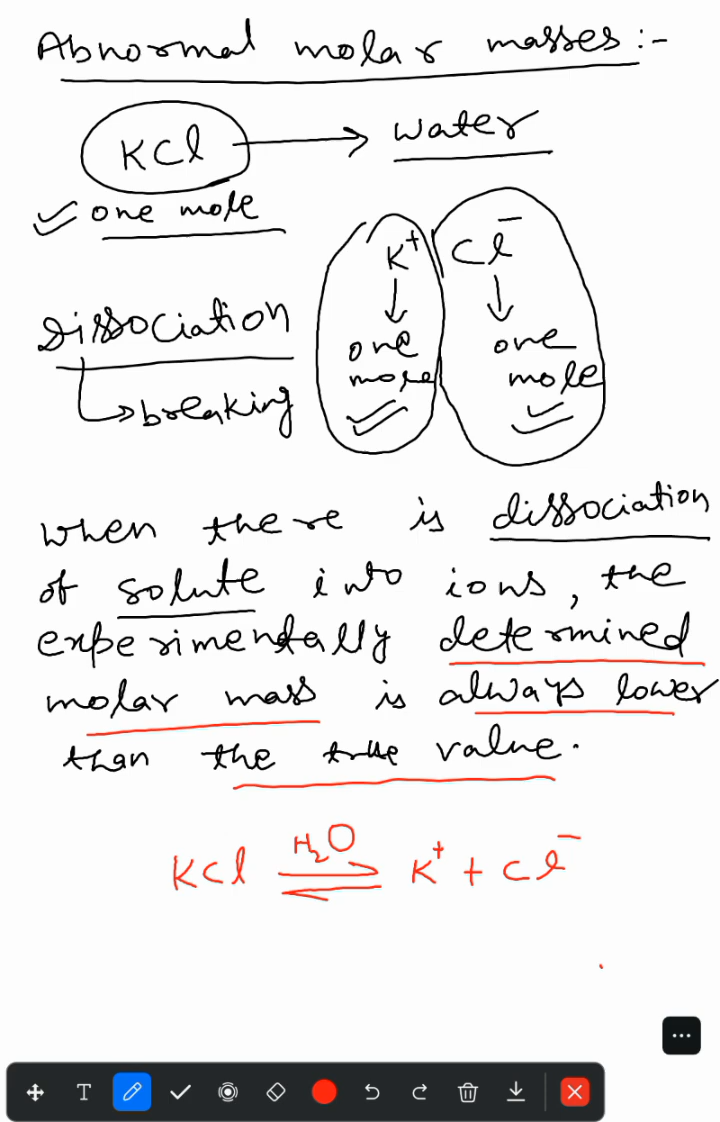 Abnormal molar masses :-
KCl → water
one mole
K⁺ Cl⁻
↓ ↓
Dissociation
one one
mole mole
↳ breaking
When there is dissociation
of solute into ions, the
experimentally determined
molar mass is always lower
than the true value.
H₂O
KCl ⇌ K⁺ + Cl⁻
T